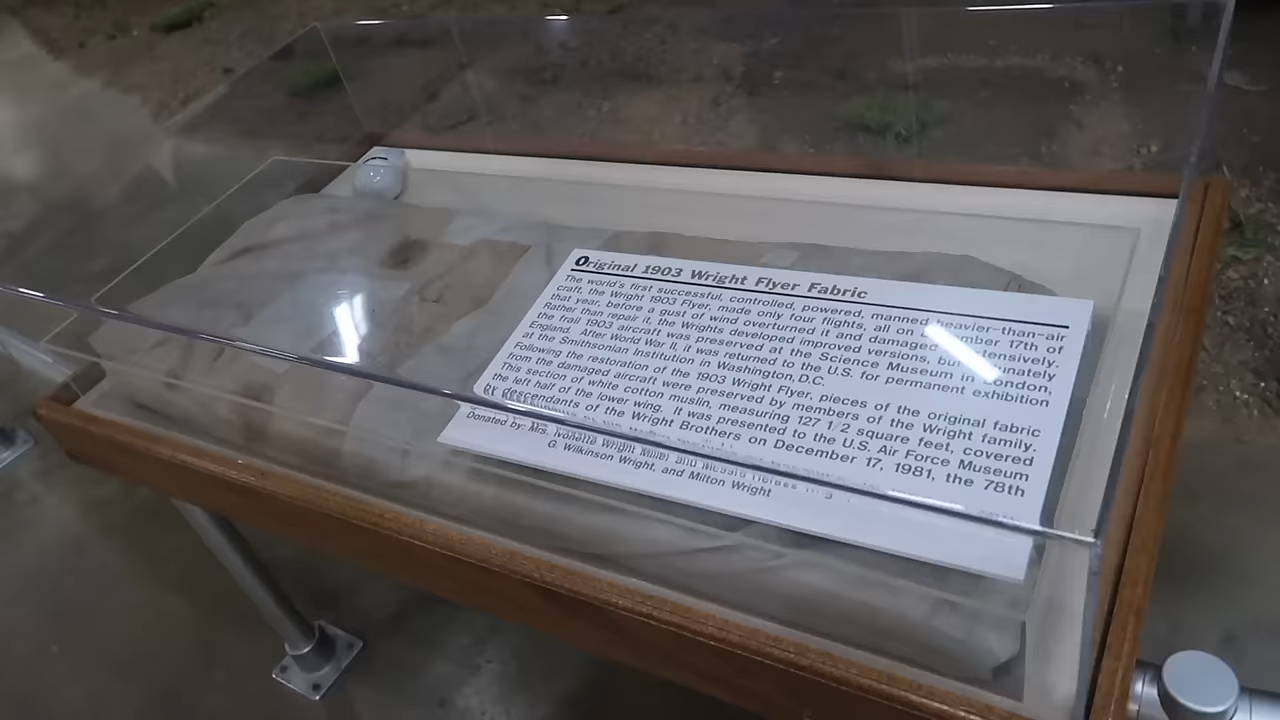 Original 1903 Wright Flyer Fabric
The world's first successful, controlled, powered, manned heavier-than-air
craft, the Wright 1903 Flyer, made only four flights, all on December 17th of
that year, before a gust of wind overturned it and damaged extensively.
Rather than repair it, the Wrights developed improved versions, but
the frail 1903 aircraft was preserved at the Science Museum in London,
England. After World War II, it was returned to the U.S. for permanent exhibition
at the Smithsonian Institution in Washington, D.C.
Following the restoration of the 1903 Wright Flyer, pieces of the original fabric
from the damaged aircraft were preserved by members of the Wright family.
This section of white cotton muslin, measuring 127 1/2 square feet, covered
the left half of the lower wing. It was presented to the U.S. Air Force Museum
by descendants of the Wright Brothers on December 17, 1981, the 78th
Donated by: Mrs. Ivonette Wright Miller and Messrs
G. Wilkinson Wright, and Milton Wright